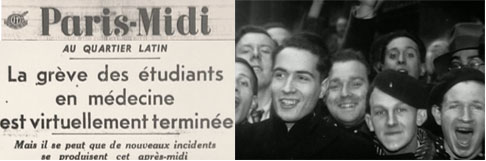 Paris-Midi
AU QUARTIER LATIN
La grève des étudiants
en médecine
est virtuellement terminée
Mais il se peut que de nouveaux incidents
se produisent cet après-midi